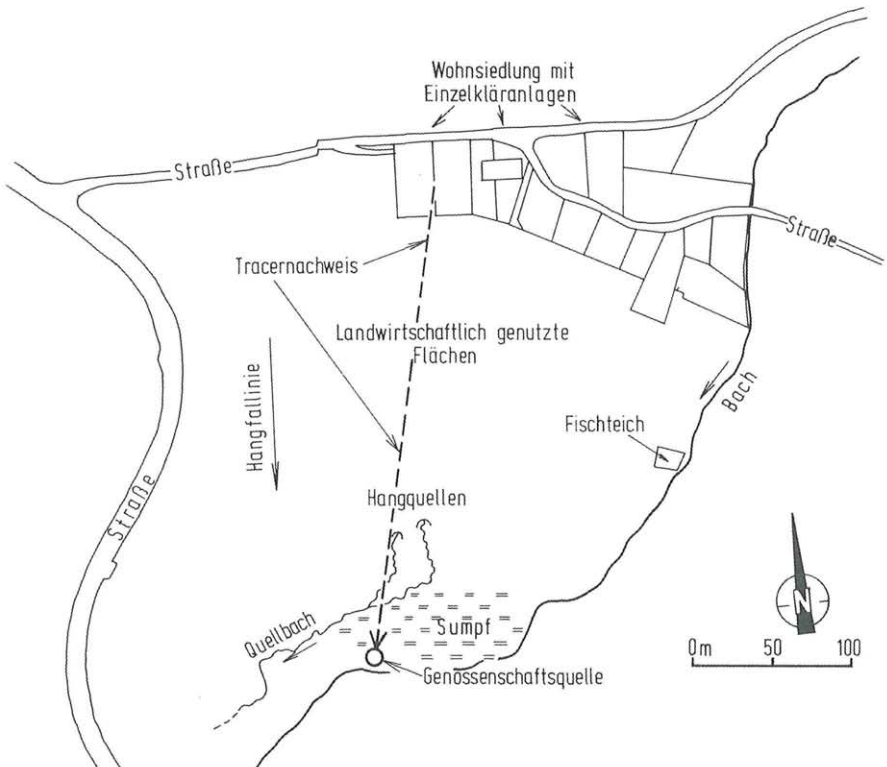 Wohnsiedlung mit
Einzelkläranlagen
Straße
Straße
Tracernachweis
Landwirtschaftlich genutzte
Flächen
Hangfallinie
Bach
Fischteich
Straße
Hangquellen
N
Sumpf
Quellbach
Genossenschaftsquelle
0 m 50 100